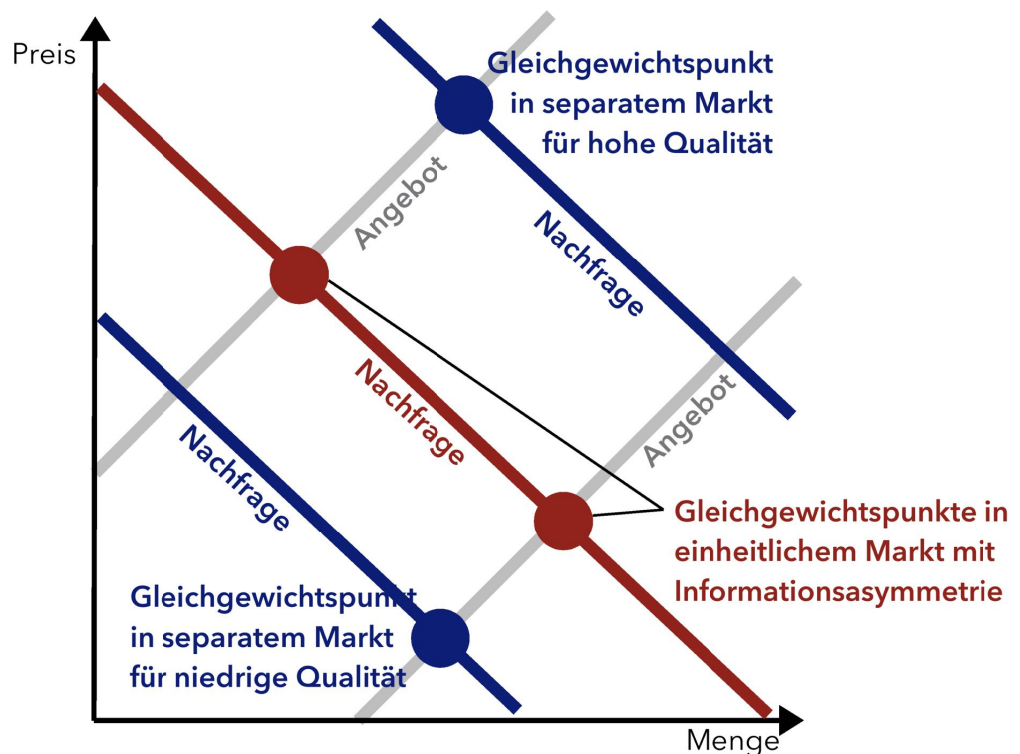 Preis
Gleichgewichtspunkt
in separatem Markt
für hohe Qualität
Angebot
Nachfrage
Nachfrage
Angebot
Nachfrage
Gleichgewichtspunkte in
einheitlichem Markt mit
Informationsasymmetrie
Gleichgewichtspunkt
in separatem Markt
für niedrige Qualität
Menge